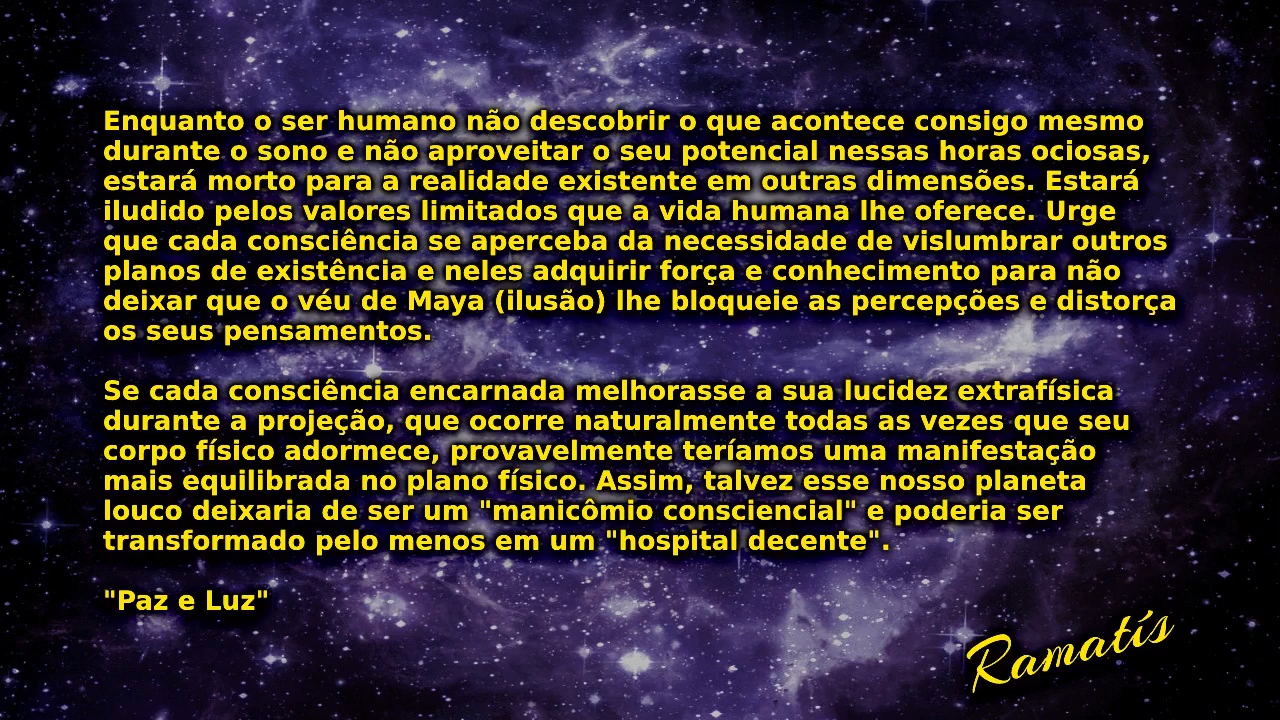 Enquanto o ser humano não descobrir o que acontece consigo mesmo
durante o sono e não aproveitar o seu potencial nessas horas ociosas,
estará morto para a realidade existente em outras dimensões. Estará
iludido pelos valores limitados que a vida humana lhe oferece. Urge
que cada consciência se aperceba da necessidade de vislumbrar outros
planos de existência e neles adquirir força e conhecimento para não
deixar que o véu de Maya (ilusão) lhe bloqueie as percepções e distorça
os seus pensamentos.
Se cada consciência encarnada melhorasse a sua lucidez extrafísica
durante a projeção, que ocorre naturalmente todas as vezes que seu
corpo físico adormece, provavelmente teríamos uma manifestação
mais equilibrada no plano físico. Assim, talvez esse nosso planeta
louco deixaria de ser um "manicômio consciencial" e poderia ser
transformado pelo menos em um "hospital decente".
"Paz e Luz"
Ramatís